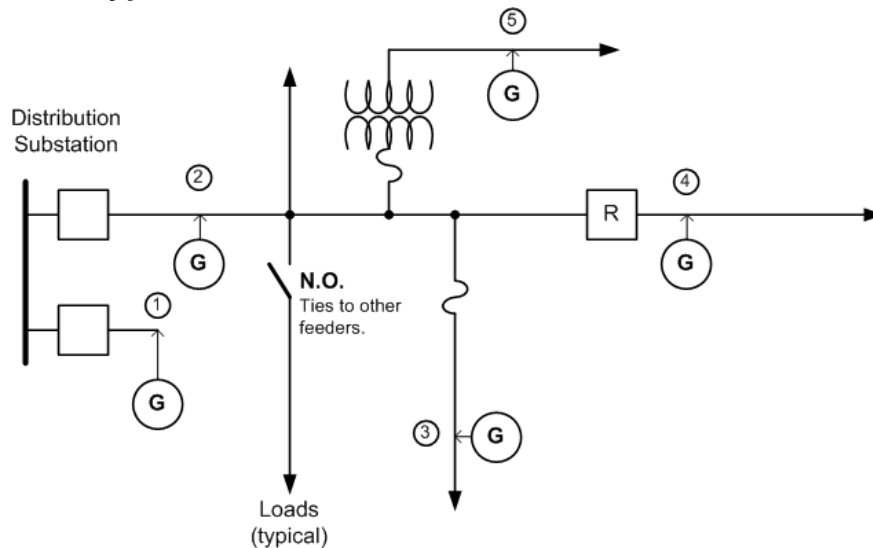 5
G
Distribution
Substation
2
4
R
G
G
N.O.
Ties to other
feeders.
1
G
3
G
Loads
(typical)